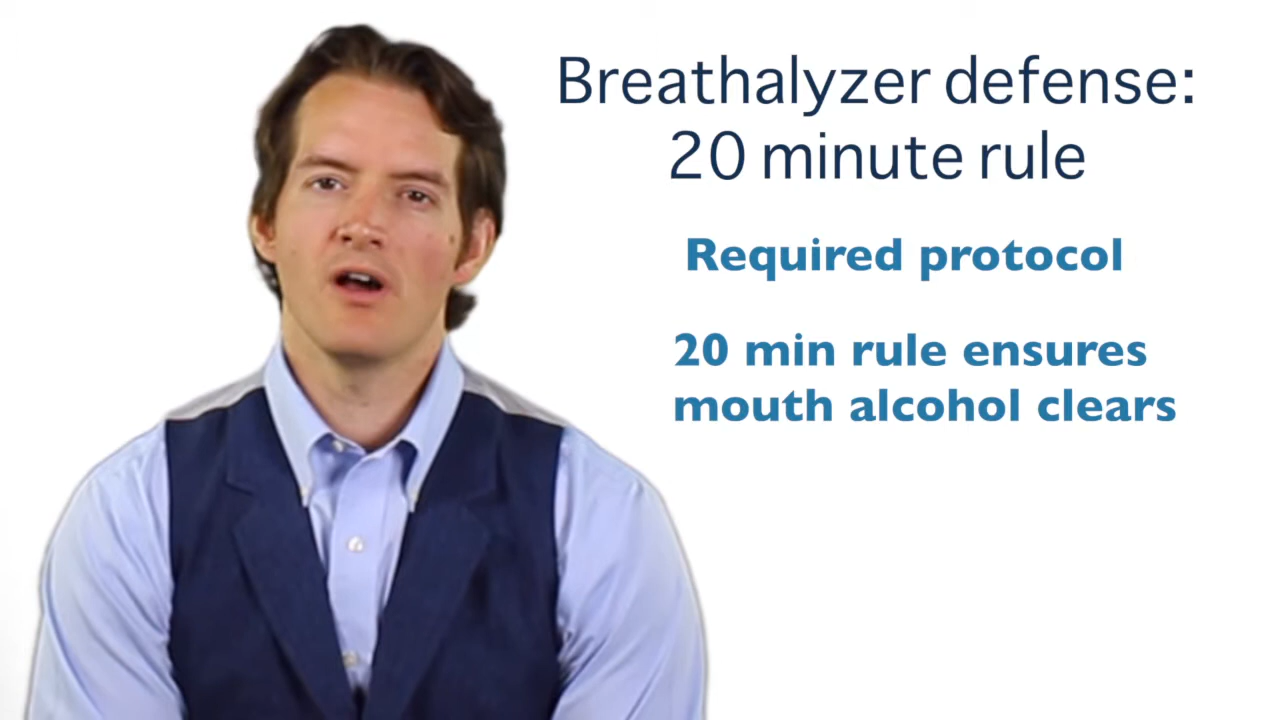 Breathalyzer defense:
20 minute rule
Required protocol
20 min rule ensures
mouth alcohol clears